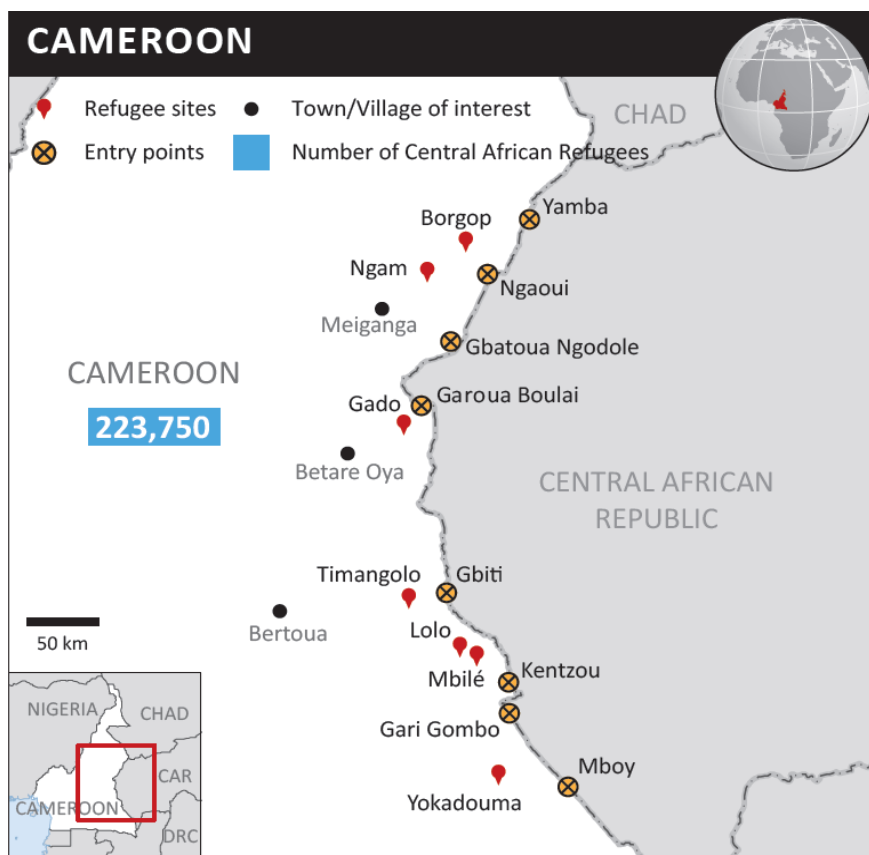 CAMEROON
Refugee sites
Town/Village of interest
Entry points
Number of Central African Refugees
CHAD
Yamba
Borgop
Ngam
Ngaoui
Meiganga
Gbatoua Ngodole
CAMEROON
223,750
Gado
Garoua Boulai
Betare Oya
CENTRAL AFRICAN
REPUBLIC
Timangolo
Gbiti
Bertoua
Lolo
50 km
Mbilé
Kentzou
Gari Gombo
Mboy
Yokadouma
NIGERIA
CHAD
CAR
CAMEROON
DRC